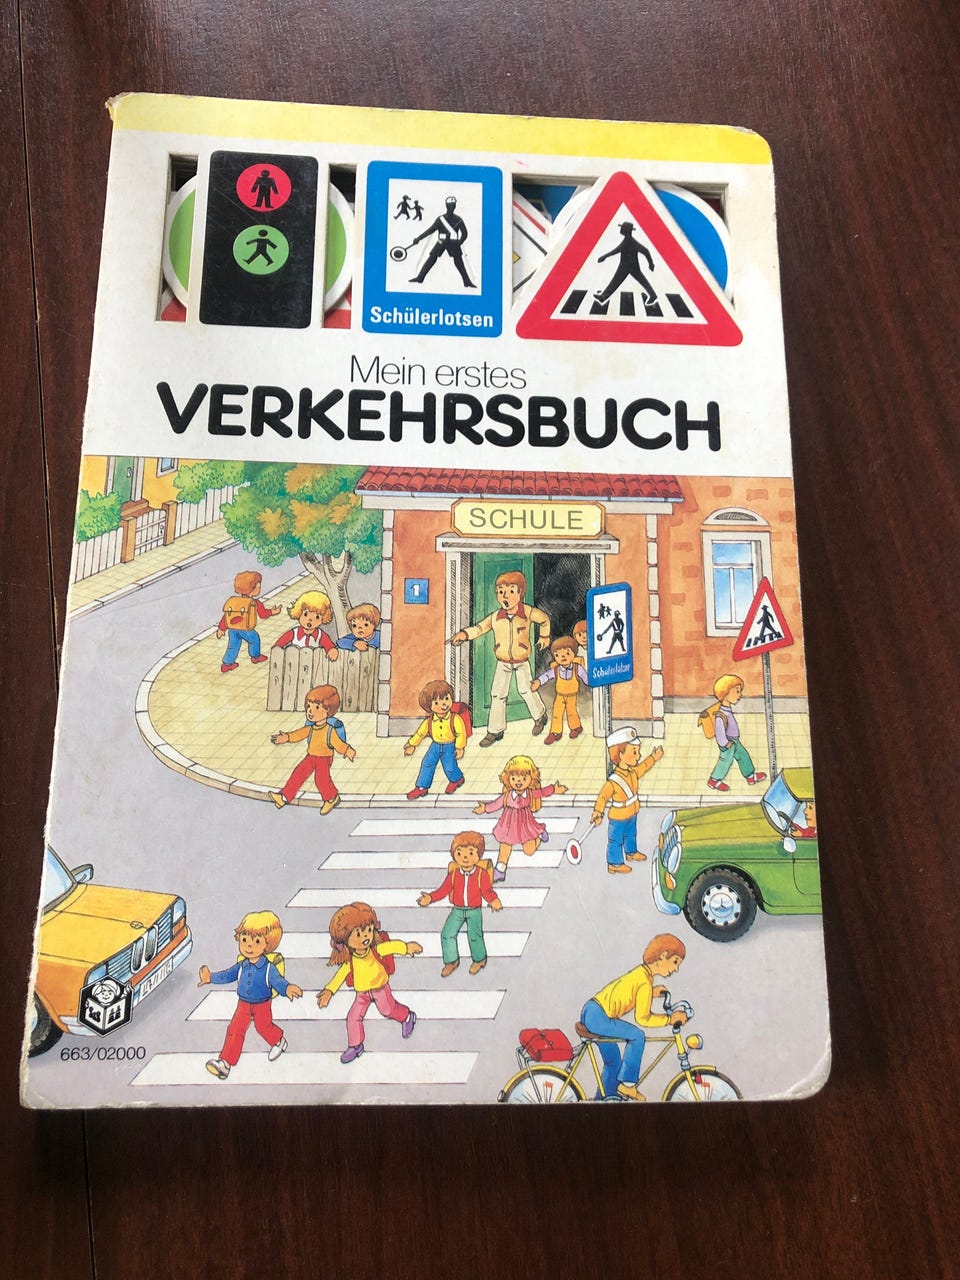 Schülerlotsen
Mein erstes
VERKEHRSBUCH
SCHULE
1
Schülerlotsen
663/02000